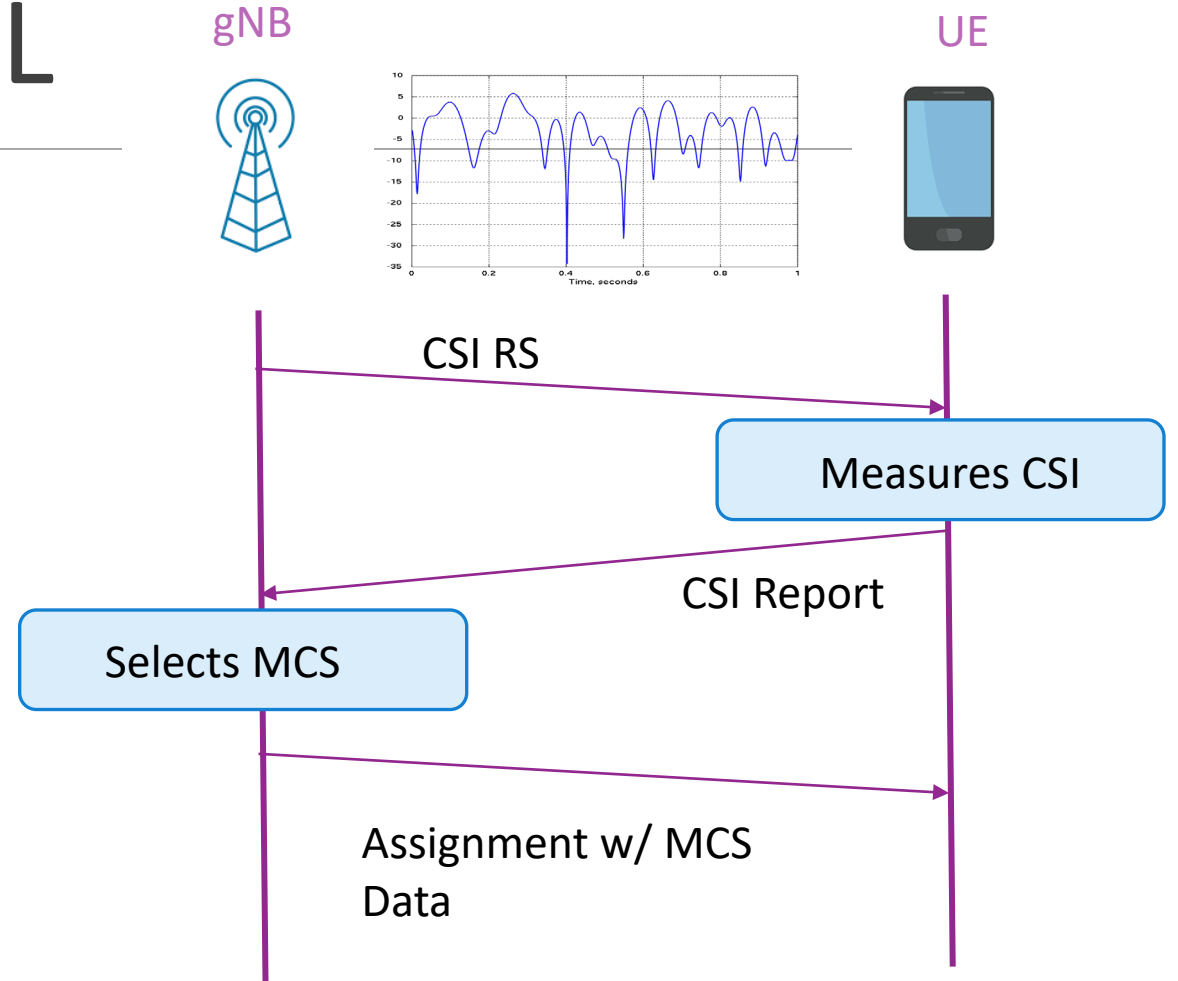 L
gNB
UE
10
5
0
-5
-10
-15
-20
-25
-30
-35
0
0.2
0.4
0.6
0.8
1
Time, seconds
CSI RS
Measures CSI
CSI Report
Selects MCS
Assignment w/ MCS
Data